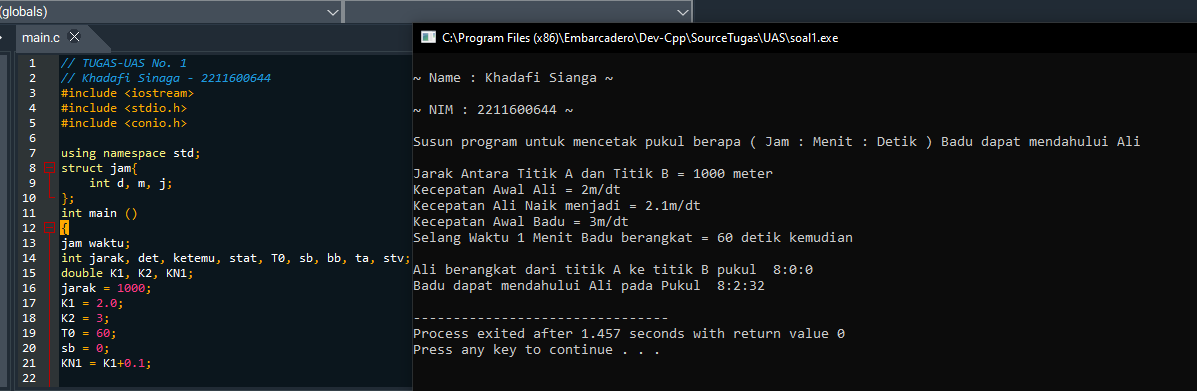 (globals)
main.c
1 // TUGAS-UAS No. 1
2 // Khadafi Sinaga - 2211600644
3 #include <iostream>
4 #include <stdio.h>
5 #include <conio.h>
6
7 using namespace std;
8 struct jam{
9 int d, m, j;
10 };
11 int main ()
12 {
13 jam waktu;
14 int jarak, det, ketemu, stat, T0, sb, bb, ta, stv;
15 double K1, K2, KN1;
16 jarak = 1000;
17 K1 = 2.0;
18 K2 = 3;
19 T0 = 60;
20 sb = 0;
21 KN1 = K1+0.1;
22
C:\Program Files (x86)\Embarcadero\Dev-Cpp\SourceTugas\UAS\soal1.exe
~ Name : Khadafi Sianga ~
~ NIM : 2211600644 ~
Susun program untuk mencetak pukul berapa ( Jam : Menit : Detik ) Badu dapat mendahului Ali
Jarak Antara Titik A dan Titik B = 1000 meter
Kecepatan Awal Ali = 2m/dt
Kecepatan Ali Naik menjadi = 2.1m/dt
Kecepatan Awal Badu = 3m/dt
Selang Waktu 1 Menit Badu berangkat = 60 detik kemudian
Ali berangkat dari titik A ke titik B pukul  8:0:0
Badu dapat mendahului Ali pada Pukul  8:2:32
--------------------------------
Process exited after 1.457 seconds with return value 0
Press any key to continue . . .